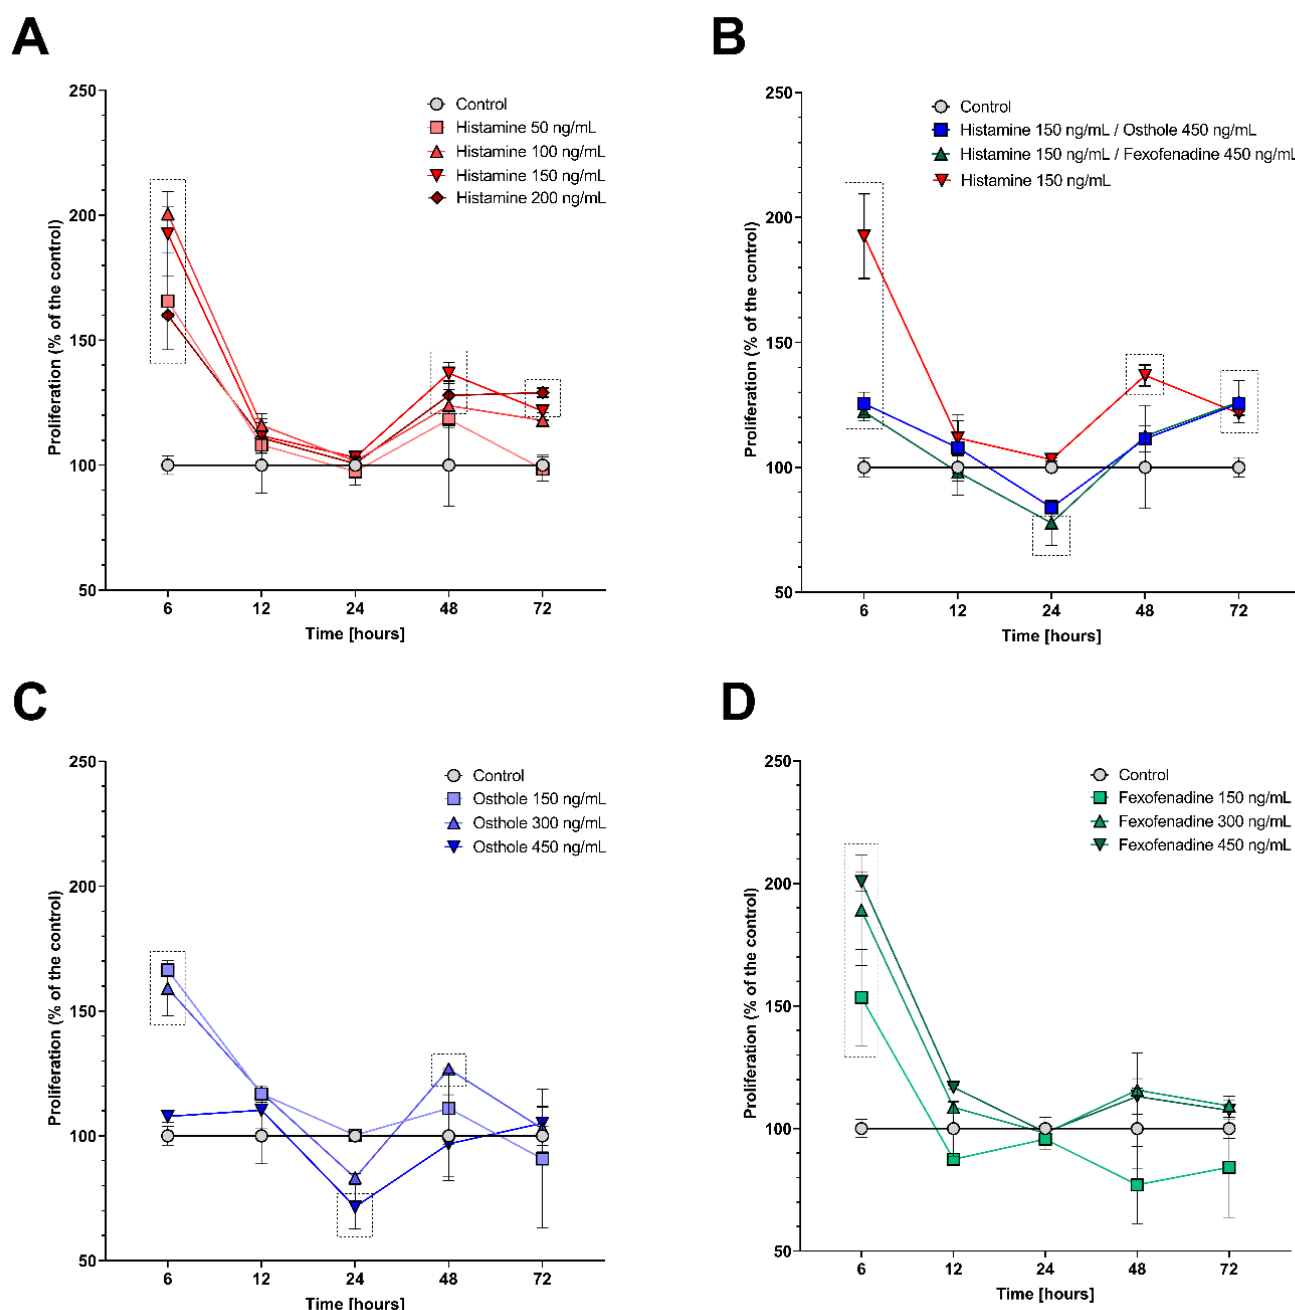 A
Proliferation (% of the control)
250
200
150
100
50
Control
Histamine 50 ng/mL
Histamine 100 ng/mL
Histamine 150 ng/mL
Histamine 200 ng/mL
6 12 24 48 72
Time [hours]
B
Proliferation (% of the control)
250
200
150
100
50
Control
Histamine 150 ng/mL / Osthole 450 ng/mL
Histamine 150 ng/mL / Fexofenadine 450 ng/mL
Histamine 150 ng/mL
6 12 24 48 72
Time [hours]
C
Proliferation (% of the control)
250
200
150
100
50
Control
Osthole 150 ng/mL
Osthole 300 ng/mL
Osthole 450 ng/mL
6 12 24 48 72
Time [hours]
D
Proliferation (% of the control)
250
200
150
100
50
Control
Fexofenadine 150 ng/mL
Fexofenadine 300 ng/mL
Fexofenadine 450 ng/mL
6 12 24 48 72
Time [hours]